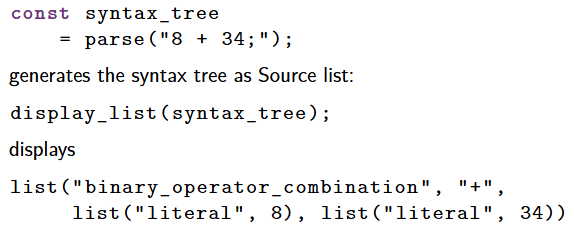 const syntax_tree
= parse("8 + 34;");
generates the syntax tree as Source list:
display_list(syntax_tree);
displays
list("binary_operator_combination", "+",
list("literal", 8), list("literal", 34))